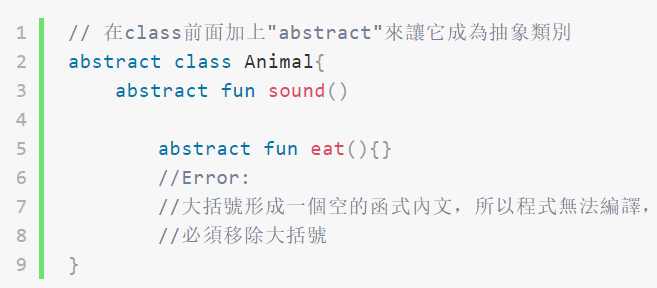 1 // 在class前面加上"abstract"來讓它成為抽象類別
2 abstract class Animal{
3 abstract fun sound()
4
5 abstract fun eat(){}
6 //Error:
7 //大括號形成一個空的函式內文，所以程式無法編譯，
8 //必須移除大括號
9 }